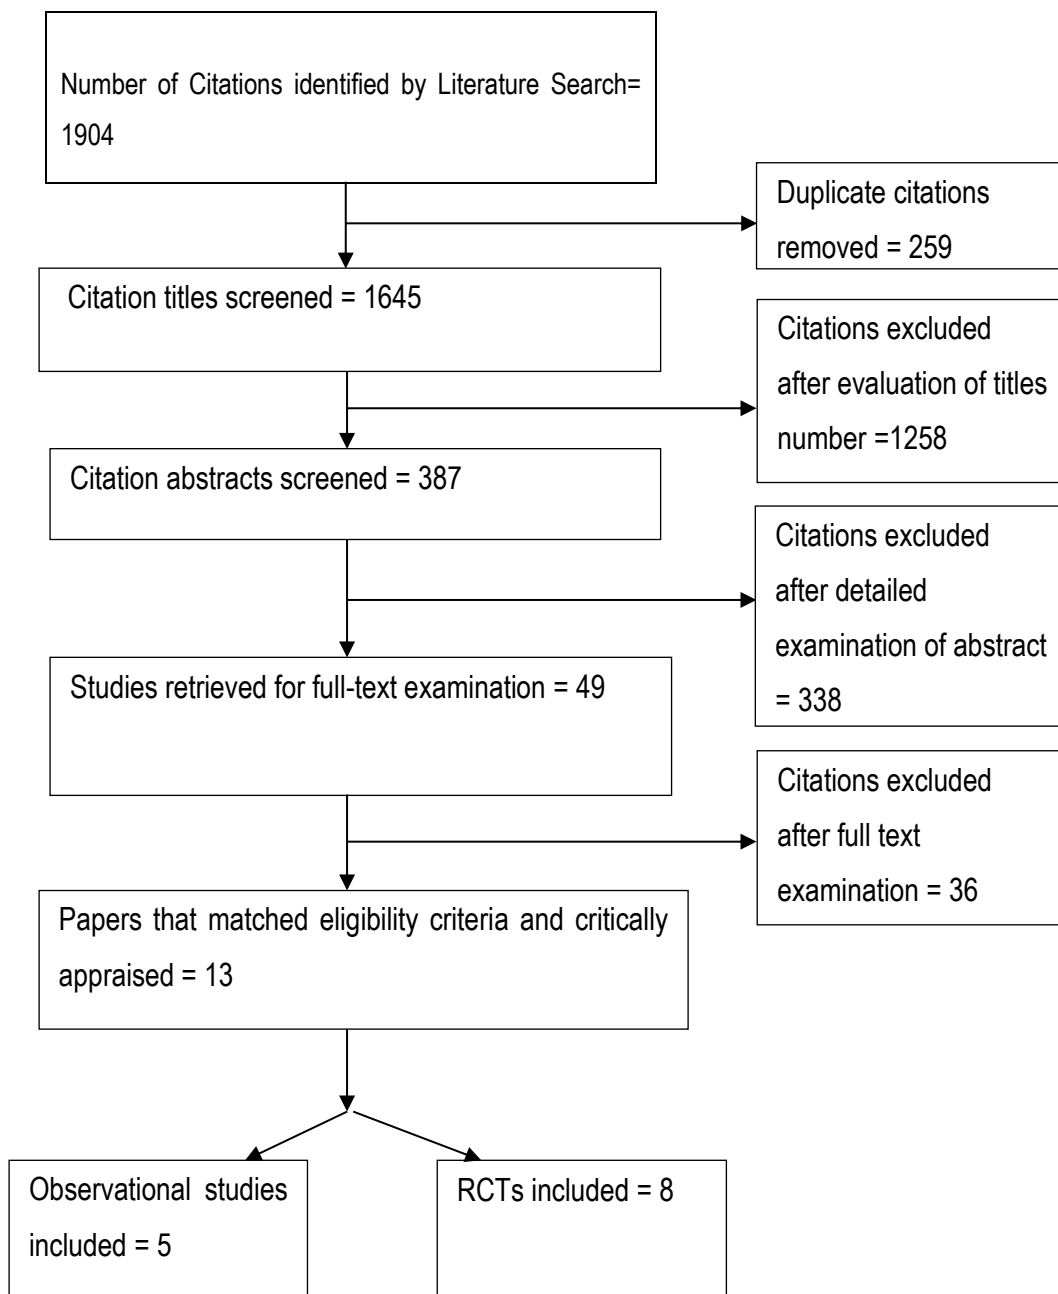 Number of Citations identified by Literature Search=
1904
Duplicate citations
removed = 259
Citation titles screened = 1645
Citations excluded
after evaluation of titles
number =1258
Citation abstracts screened = 387
Citations excluded
after detailed
examination of abstract
= 338
Studies retrieved for full-text examination = 49
Citations excluded
after full text
examination = 36
Papers that matched eligibility criteria and critically
appraised = 13
Observational studies
included = 5
RCTs included = 8